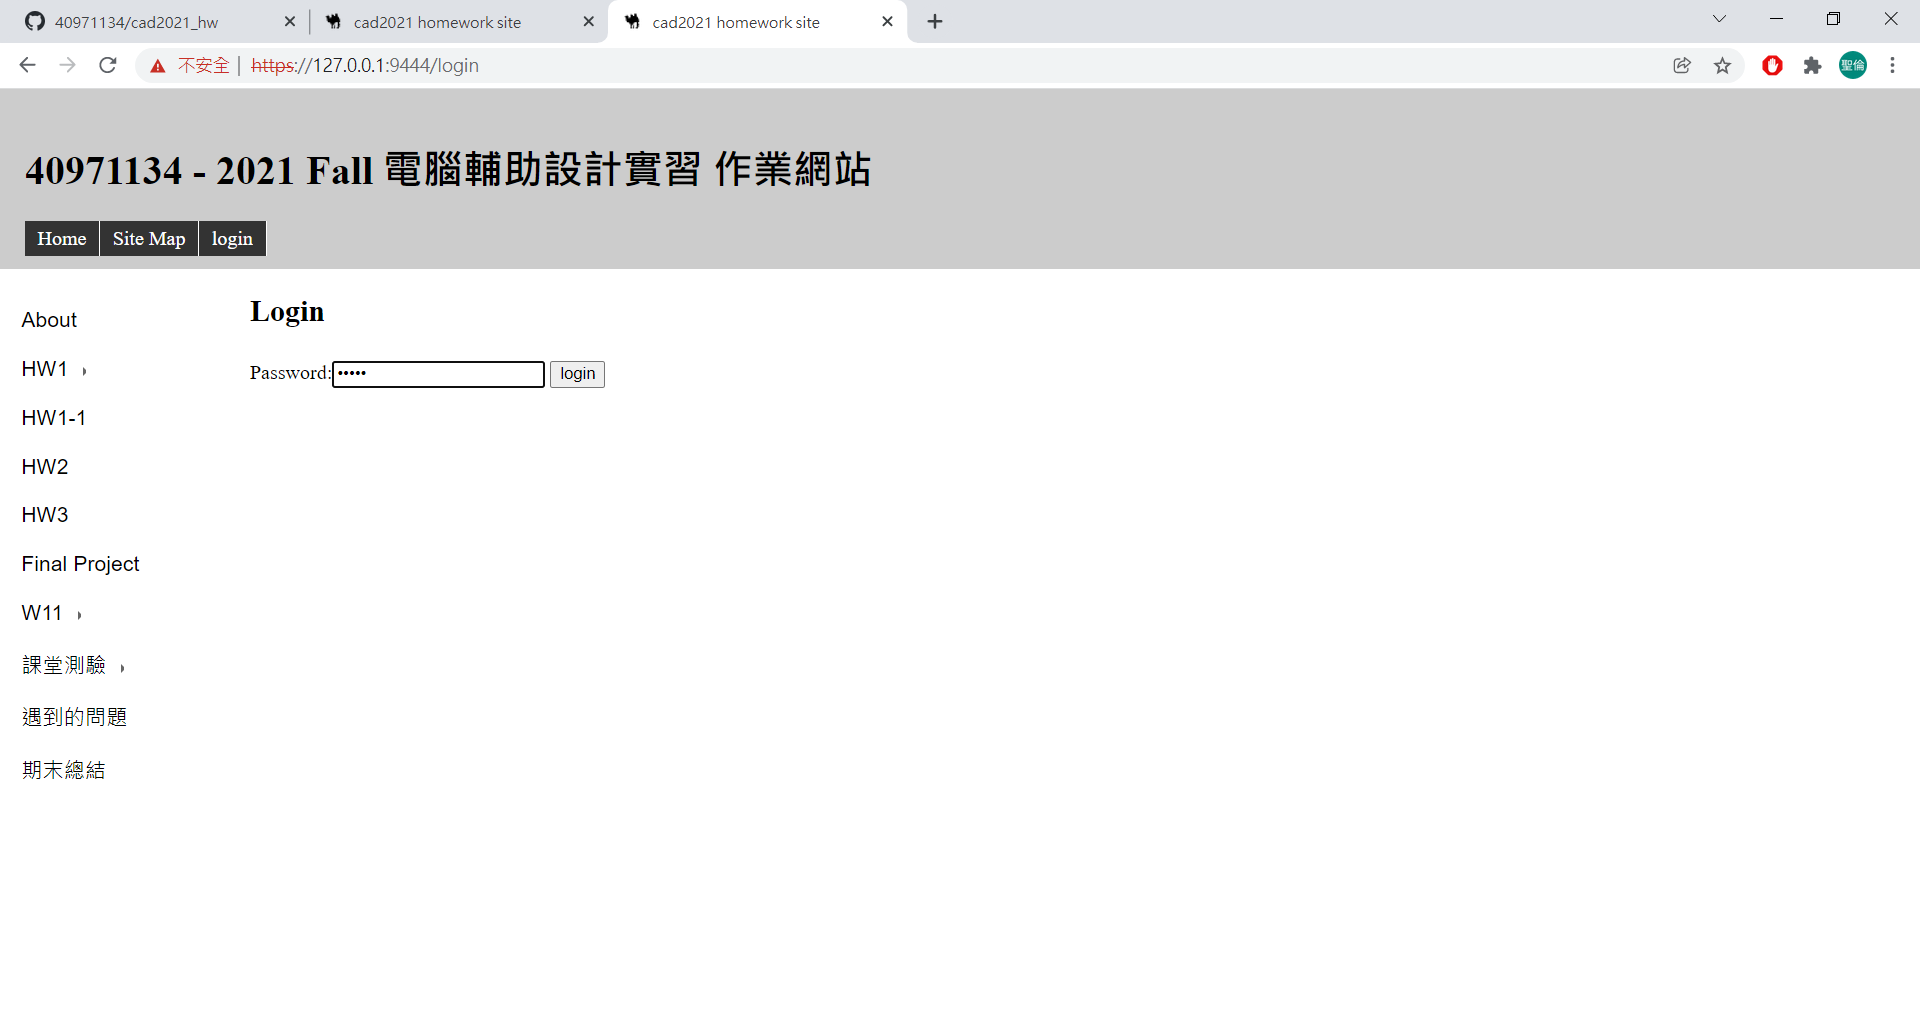 40971134/cad2021_hw
cad2021 homework site
cad2021 homework site
不安全 | https://127.0.0.1:9444/login
聖倫
40971134 - 2021 Fall 電腦輔助設計實習 作業網站
Home
Site Map
login
Login
Password:••••• login
About
HW1
HW1-1
HW2
HW3
Final Project
W11
課堂測驗
遇到的問題
期末總結